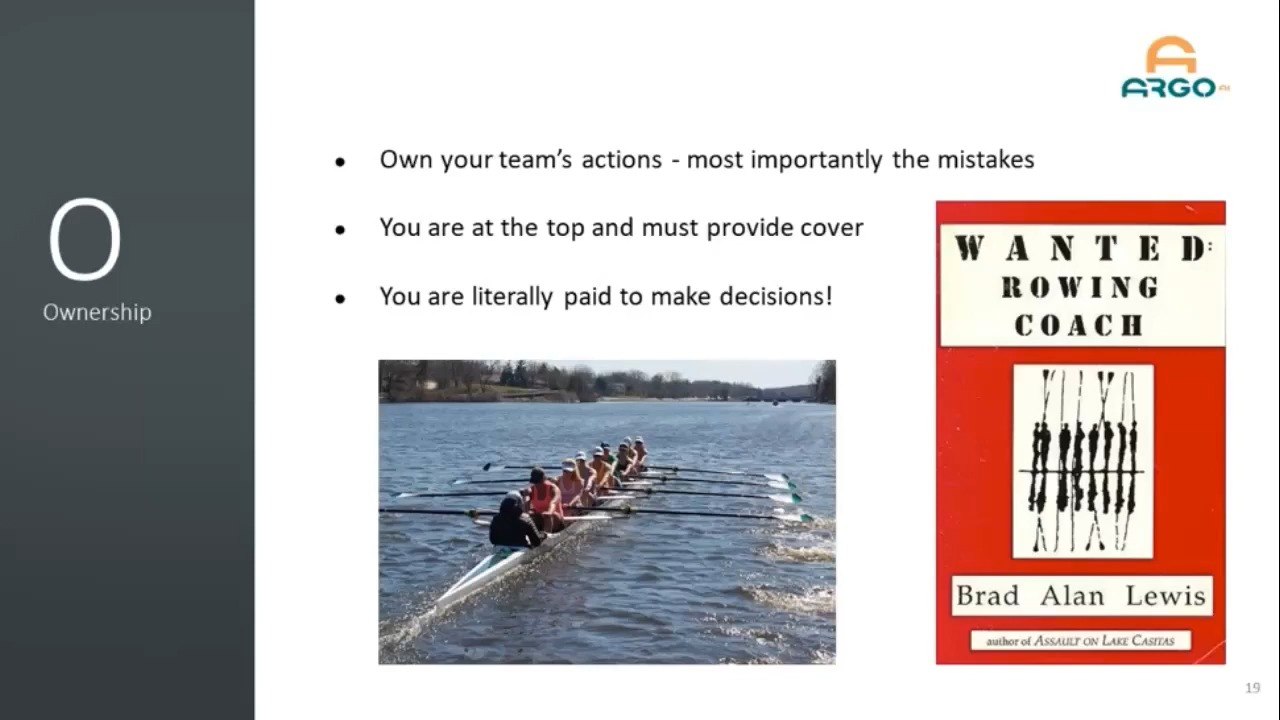 ARGO AI
O
Ownership
• Own your team's actions - most importantly the mistakes
• You are at the top and must provide cover
• You are literally paid to make decisions!
WANTED:
ROWING
COACH
Brad Alan Lewis
author of ASSAULT ON LAKE CASITAS
19